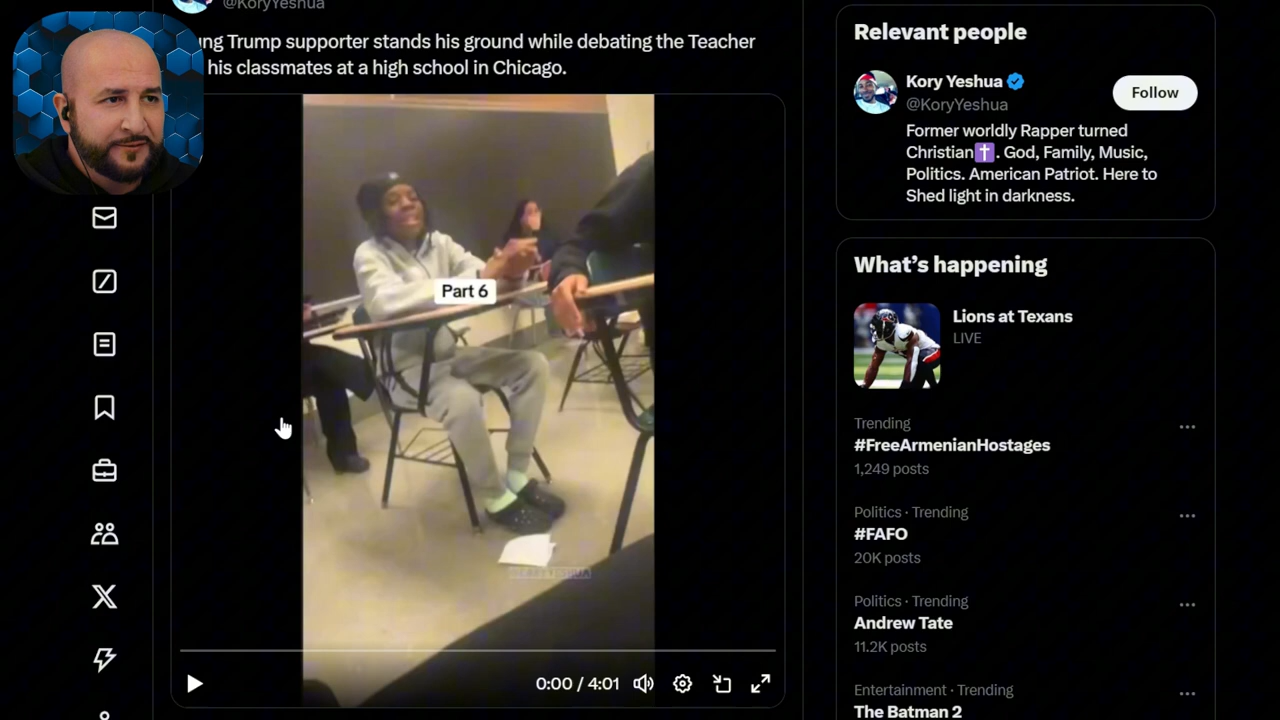 @KoryYeshua
Trump supporter stands his ground while debating the Teacher
his classmates at a high school in Chicago.
Part 6
0:00 / 4:01
Relevant people
Kory Yeshua
@KoryYeshua
Follow
Former worldly Rapper turned
Christian✝️. God, Family, Music,
Politics. American Patriot. Here to
Shed light in darkness.
What’s happening
Lions at Texans
LIVE
Trending
#FreeArmenianHostages
1,249 posts
Politics · Trending
#FAFO
20K posts
Politics · Trending
Andrew Tate
11.2K posts
Entertainment · Trending
The Batman 2